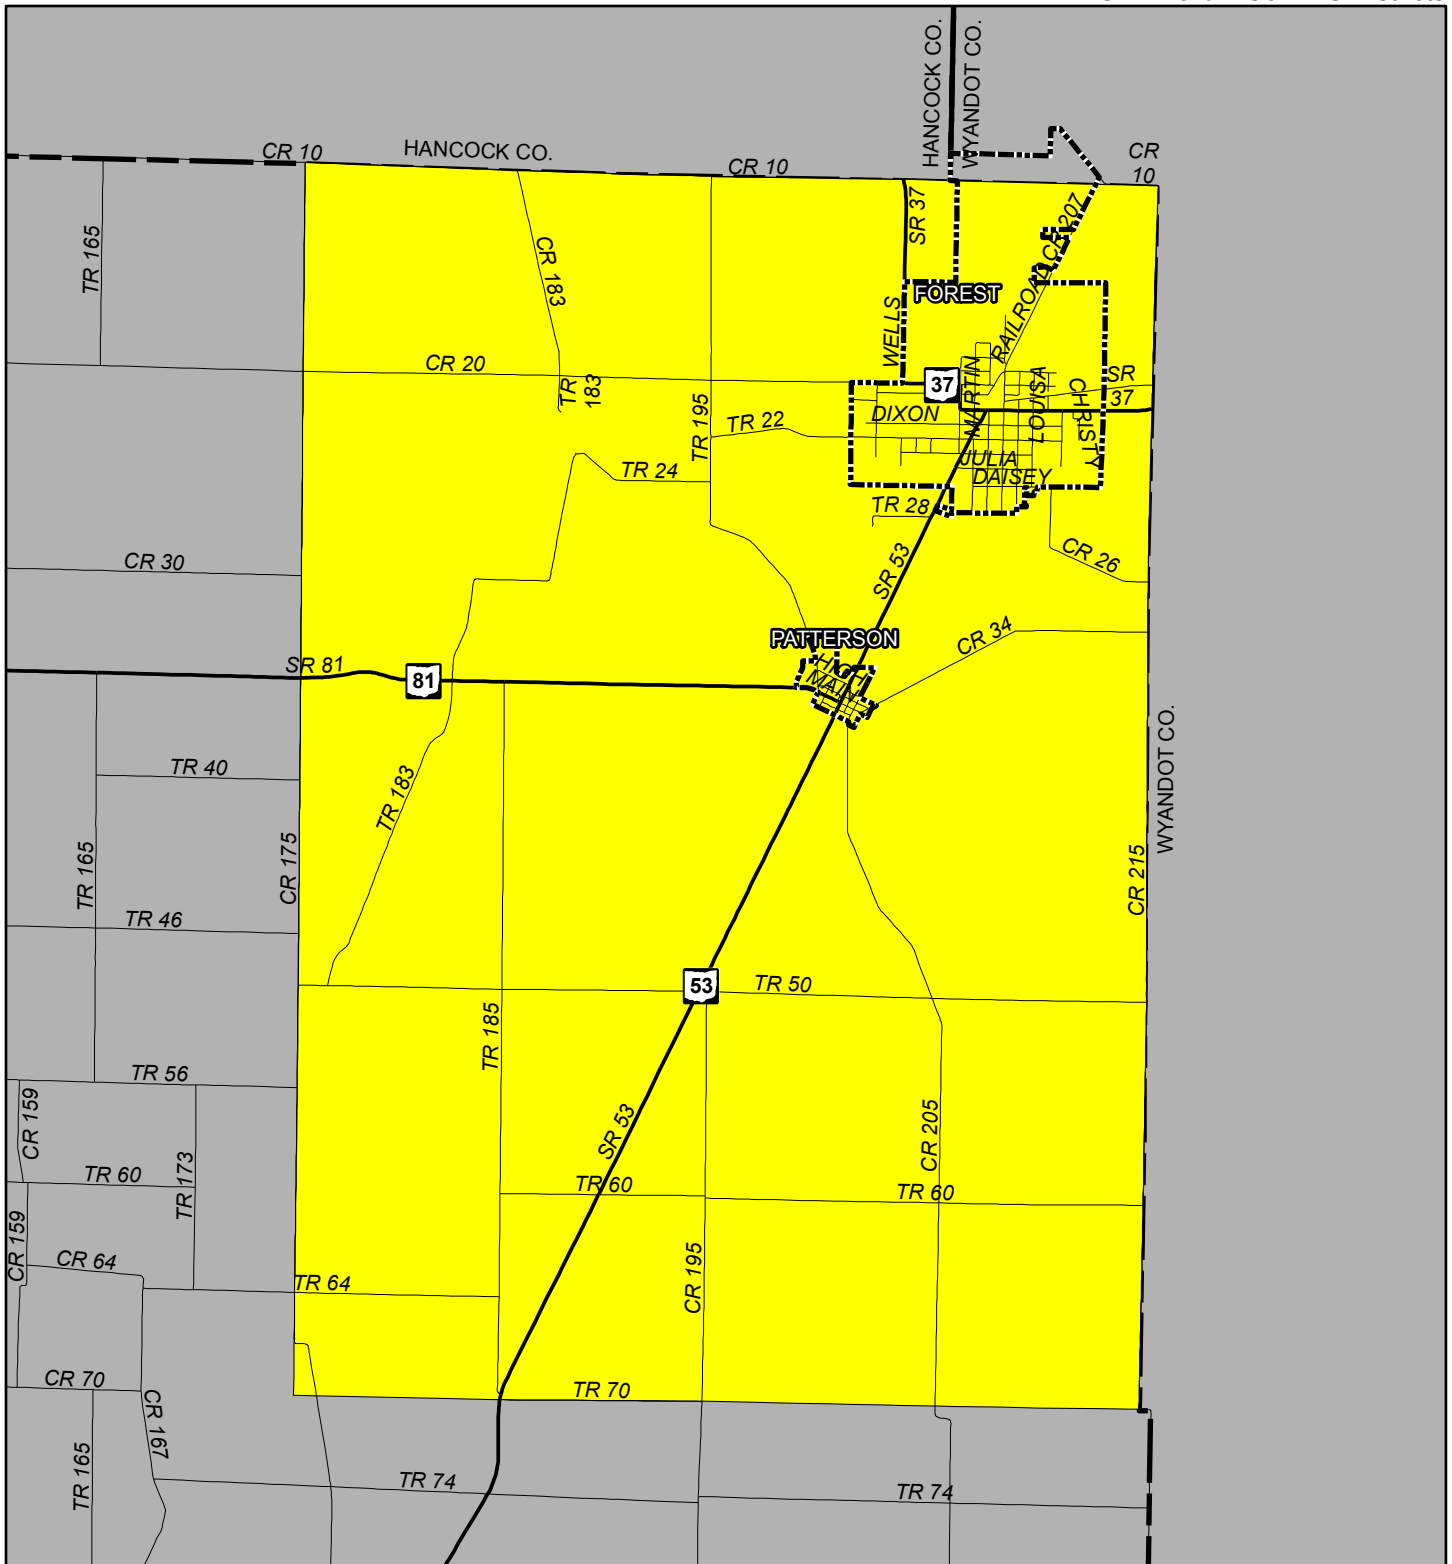 HANCOCK CO.
WYANDOT CO.
CR 10
HANCOCK CO.
CR 10
CR
10
TR 165
CR 183
SR 37
CR 207
RAILROAD
FOREST
WELLS
CR 20
TR
183
TR 195
37
MARTIN
LOUISA
CHRISTY
SR
37
DIXON
TR 22
JULIA
DAISEY
TR 24
TR 28
CR 30
SR 53
CR 26
PATTERSON
CR 34
HIGH
MAIN
SR 81
81
TR 40
TR 183
WYANDOT CO.
TR 165
CR 175
CR 215
TR 46
53
TR 50
TR 185
TR 56
CR 159
SR 53
CR 205
TR 60
TR 173
TR 60
TR 60
CR 159
CR 64
TR 64
CR 195
CR 70
TR 70
CR 167
TR 165
TR 74
TR 74